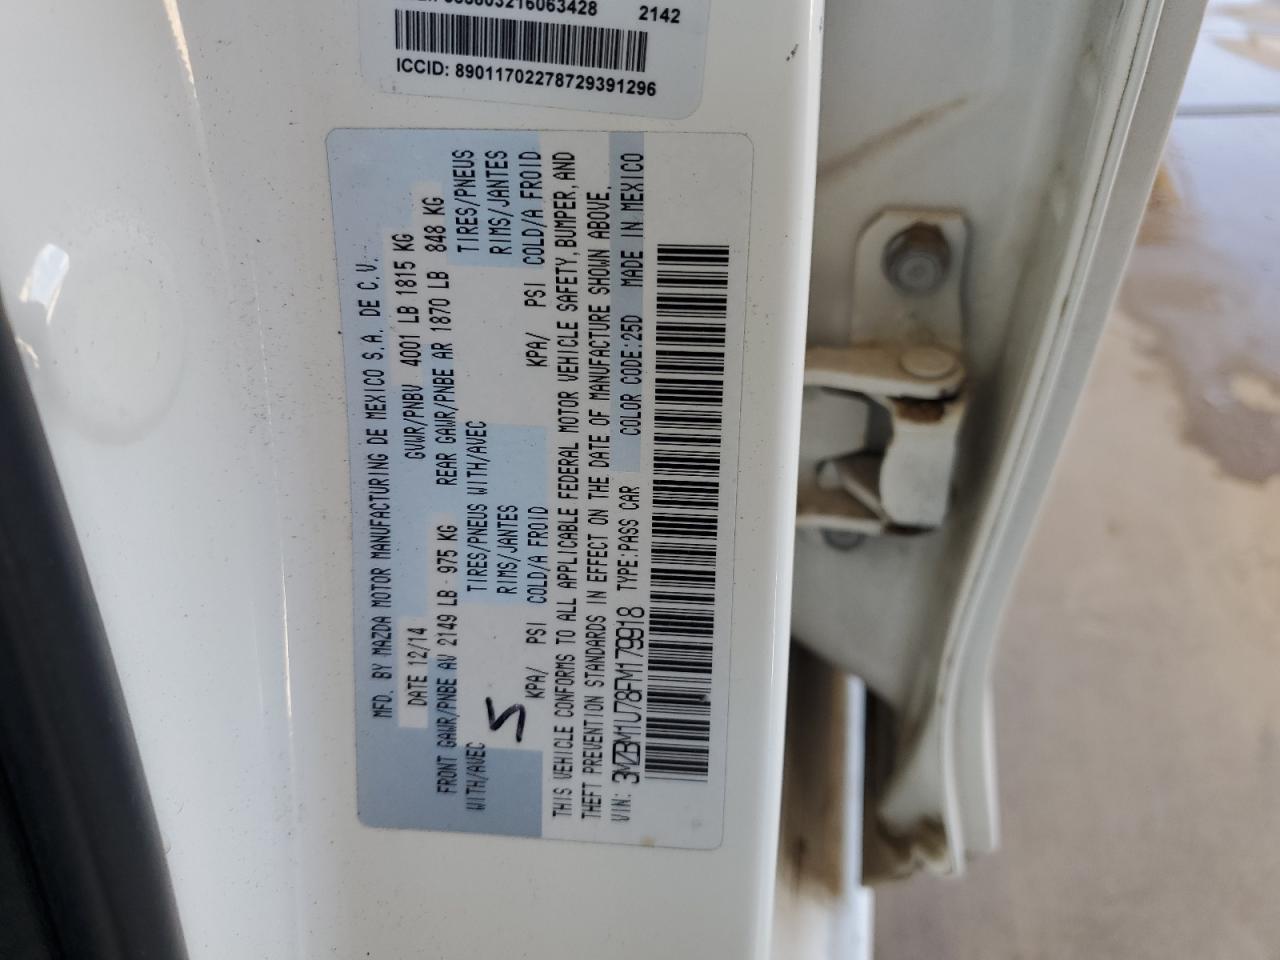 2142
ICCID: 89011702278729391296
MFD. BY MAZDA MOTOR MANUFACTURING DE MEXICO S.A. DE C.V.
DATE 12/14 GVWR/PNBV 4001 LB 1815 KG
FRONT GAWR/PNBE AV 2149 LB 975 KG REAR GAWR/PNBE AR 1870 LB 848 KG
WITH/AVEC TIRES/PNEUS WITH/AVEC TIRES/PNEUS
5 RIMS/JANTES RIMS/JANTES
KPA/ PSI COLD/A FROID KPA/ PSI COLD/A FROID
THIS VEHICLE CONFORMS TO ALL APPLICABLE FEDERAL MOTOR VEHICLE SAFETY, BUMPER, AND
THEFT PREVENTION STANDARDS IN EFFECT ON THE DATE OF MANUFACTURE SHOWN ABOVE.
VIN: 3MZBM1U78FM179918 TYPE:PASS CAR COLOR CODE:25D MADE IN MEXICO